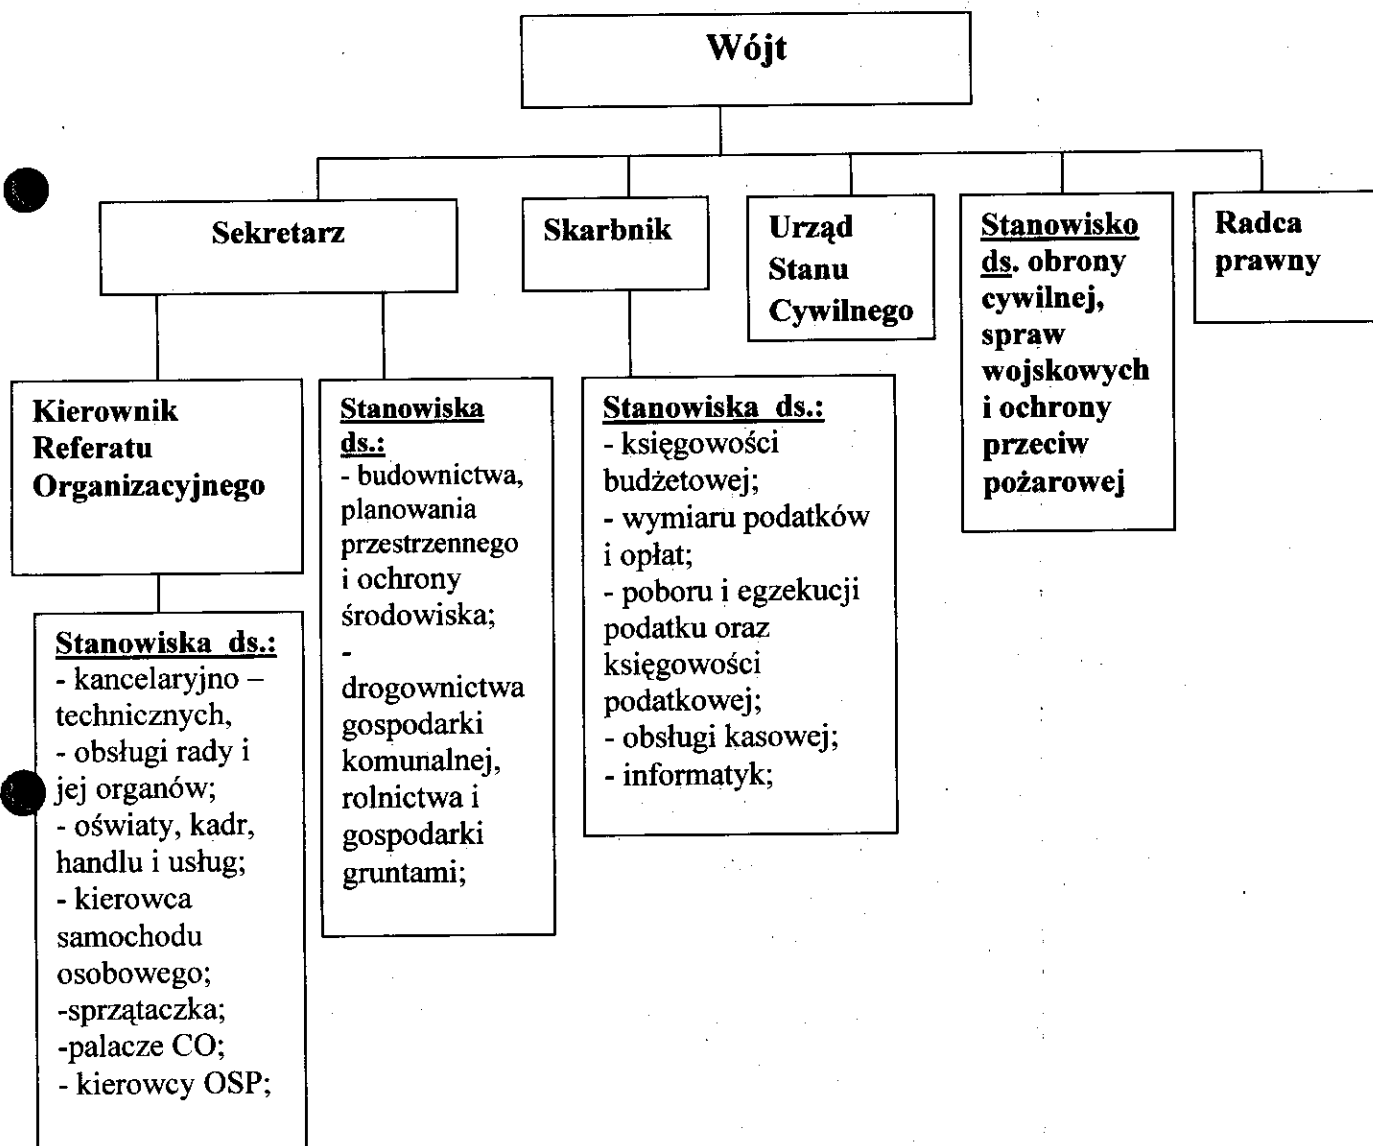 Wójt
Sekretarz
Skarbnik
Urząd
Stanu
Cywilnego
Stanowisko
ds. obrony
cywilnej,
spraw
wojskowych
i ochrony
przeciw
pożarowej
Radca
prawny
Kierownik
Referatu
Organizacyjnego
Stanowiska
ds.:
- budownictwa,
planowania
przestrzennego
i ochrony
środowiska;
-
drogownictwa
gospodarki
komunalnej,
rolnictwa i
gospodarki
gruntami;
Stanowiska ds.:
- księgowości
budżetowej;
- wymiaru podatków
i opłat;
- poboru i egzekucji
podatku oraz
księgowości
podatkowej;
- obsługi kasowej;
- informatyk;
Stanowiska ds.:
- kancelaryjno –
technicznych,
- obsługi rady i
jej organów;
- oświaty, kadr,
handlu i usług;
- kierowca
samochodu
osobowego;
-sprzątaczka;
-palacze CO;
- kierowcy OSP;